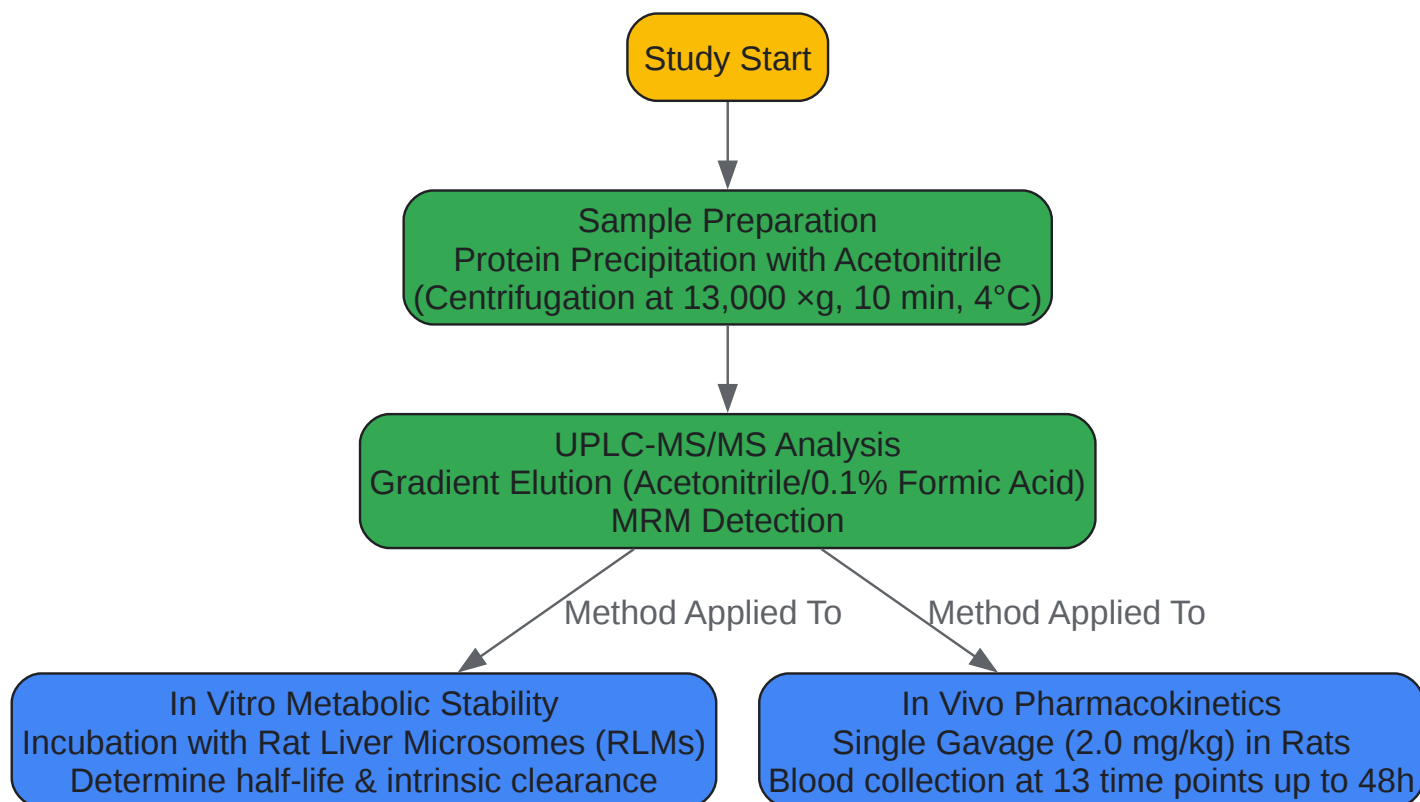 Study Start
Sample Preparation
Protein Precipitation with Acetonitrile
(Centrifugation at 13,000 ×g, 10 min, 4°C)
UPLC-MS/MS Analysis
Gradient Elution (Acetonitrile/0.1% Formic Acid)
MRM Detection
Method Applied To
Method Applied To
In Vitro Metabolic Stability
Incubation with Rat Liver Microsomes (RLMs)
Determine half-life & intrinsic clearance
In Vivo Pharmacokinetics
Single Gavage (2.0 mg/kg) in Rats
Blood collection at 13 time points up to 48h